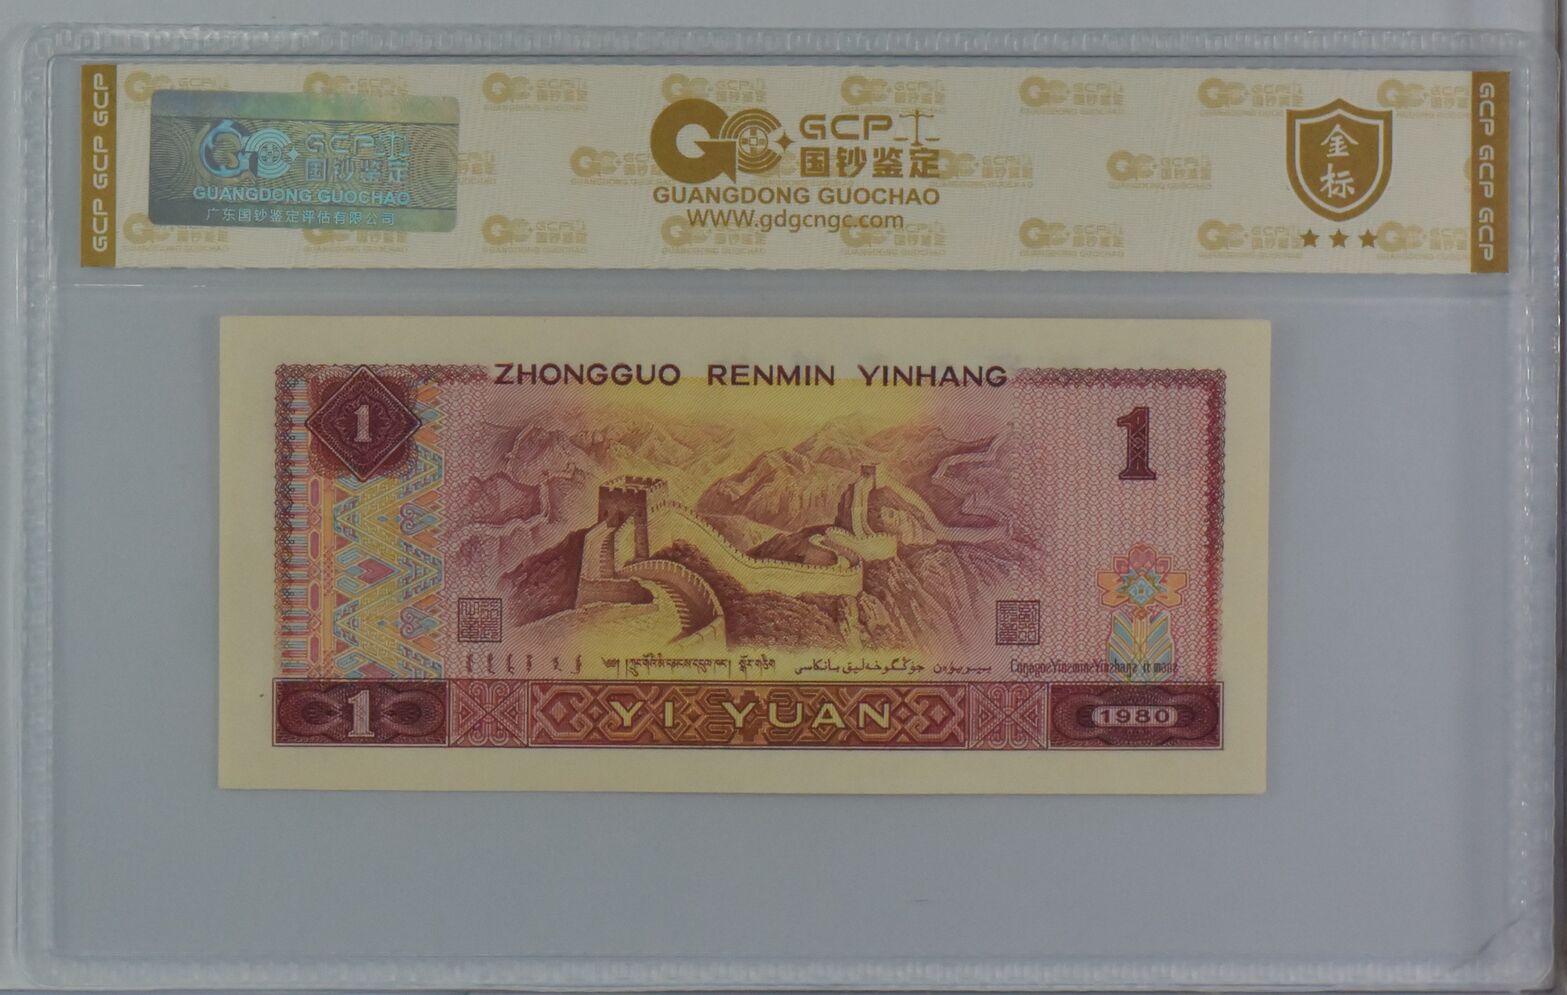 GCP GCP GCP
GCP
国钞鉴定
GUANGDONG GUOCHAO
广东国钞鉴定评估有限公司
GCP
国钞鉴定
GUANGDONG GUOCHAO
WWW.gdgcngc.com
金标
GCP GCP GCP
ZHONGGUO RENMIN YINHANG
1
1
1
YI YUAN
1980